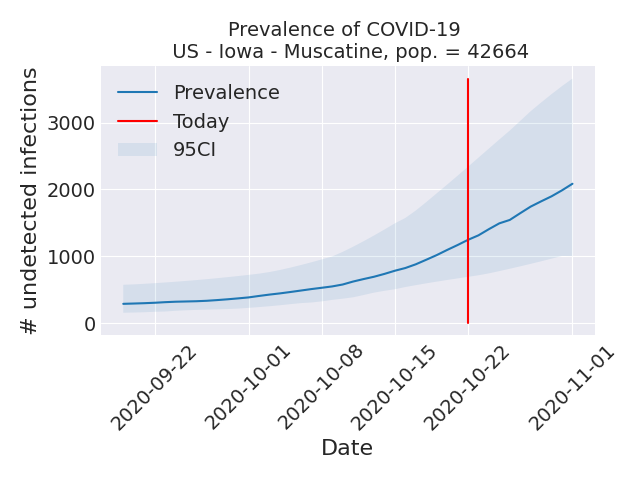 Prevalence of COVID-19
US - Iowa - Muscatine, pop. = 42664
# undetected infections
3000
2000
1000
0
Prevalence
Today
95CI
2020-09-22
2020-10-01
2020-10-08
2020-10-15
2020-10-22
2020-11-01
Date